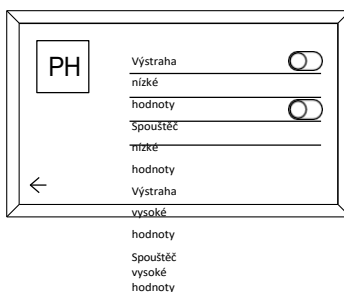 PH
Výstraha
nízké
hodnoty
Spouštěč
nízké
hodnoty
Výstraha
vysoké
hodnoty
Spouštěč
vysoké
hodnoty